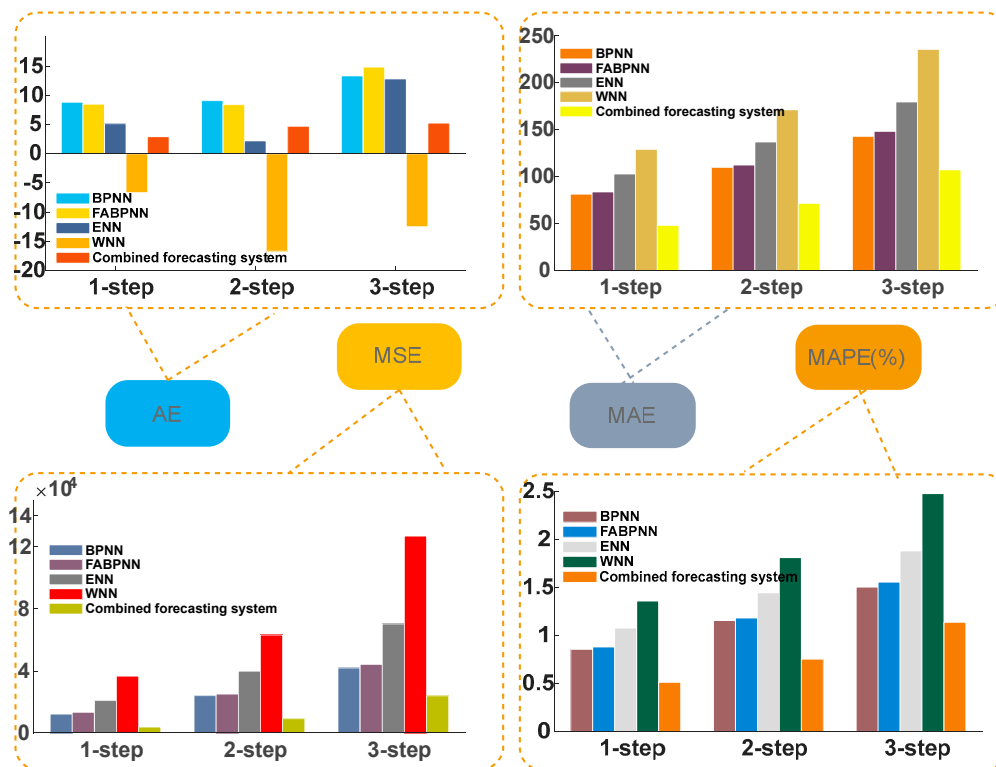 15
10
5
0
-5
-10
-15
-20
BPNN
FABPNN
ENN
WNN
Combined forecasting system
1-step
2-step
3-step
250
200
150
100
50
0
BPNN
FABPNN
ENN
WNN
Combined forecasting system
1-step
2-step
3-step
AE
MSE
MAE
MAPE(%)
×10^4
14
12
8
4
0
BPNN
FABPNN
ENN
WNN
Combined forecasting system
1-step
2-step
3-step
2.5
2
1.5
1
0.5
0
BPNN
FABPNN
ENN
WNN
Combined forecasting system
1-step
2-step
3-step